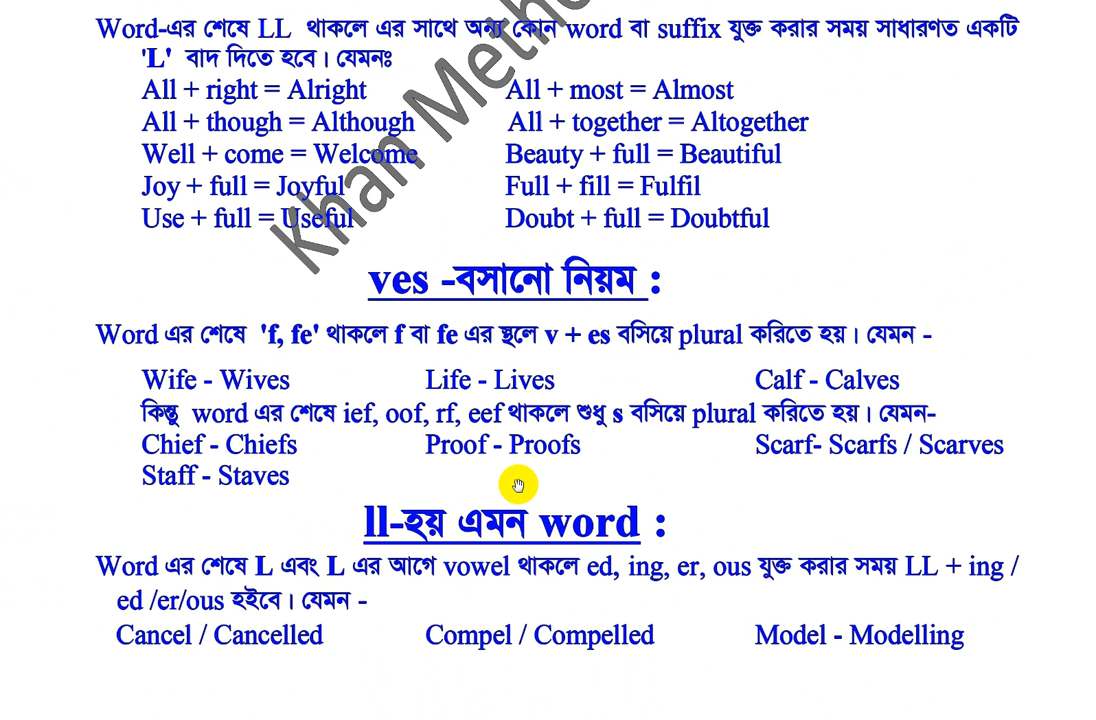 Word-এর শেষে LL থাকলে এর সাথে অন্য কোন word বা suffix যুক্ত করার সময় সাধারণত একটি
'L' বাদ দিতে হবে। যেমনঃ
All + right = Alright All + most = Almost
All + though = Although All + together = Altogether
Well + come = Welcome Beauty + full = Beautiful
Joy + full = Joyful Full + fill = Fulfil
Use + full = Useful Doubt + full = Doubtful
Khan Metho
ves -বসানো নিয়ম :
Word এর শেষে 'f, fe' থাকলে f বা fe এর স্থলে v + es বসিয়ে plural করিতে হয়। যেমন -
Wife - Wives Life - Lives Calf - Calves
কিন্তু word এর শেষে ief, oof, rf, eef থাকলে শুধু s বসিয়ে plural করিতে হয়। যেমন-
Chief - Chiefs Proof - Proofs Scarf- Scarfs / Scarves
Staff - Staves
ll-হয় এমন word :
Word এর শেষে L এবং L এর আগে vowel থাকলে ed, ing, er, ous যুক্ত করার সময় LL + ing /
ed /er/ous হইবে। যেমন -
Cancel / Cancelled Compel / Compelled Model - Modelling